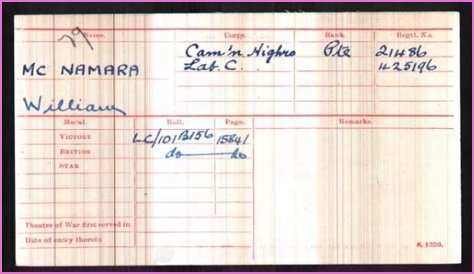 79 Name. Corps. Rank. Regtl. No.
Mc NAMARA Cam'n. Highrs Pte 21486
Lab. C. 425196
William
Medal. Roll. Page. Remarks.
VICTORY LC/101B156 15841
BRITISH do do
STAR
Theatre of War first served in
Date of entry therein K. 1380.